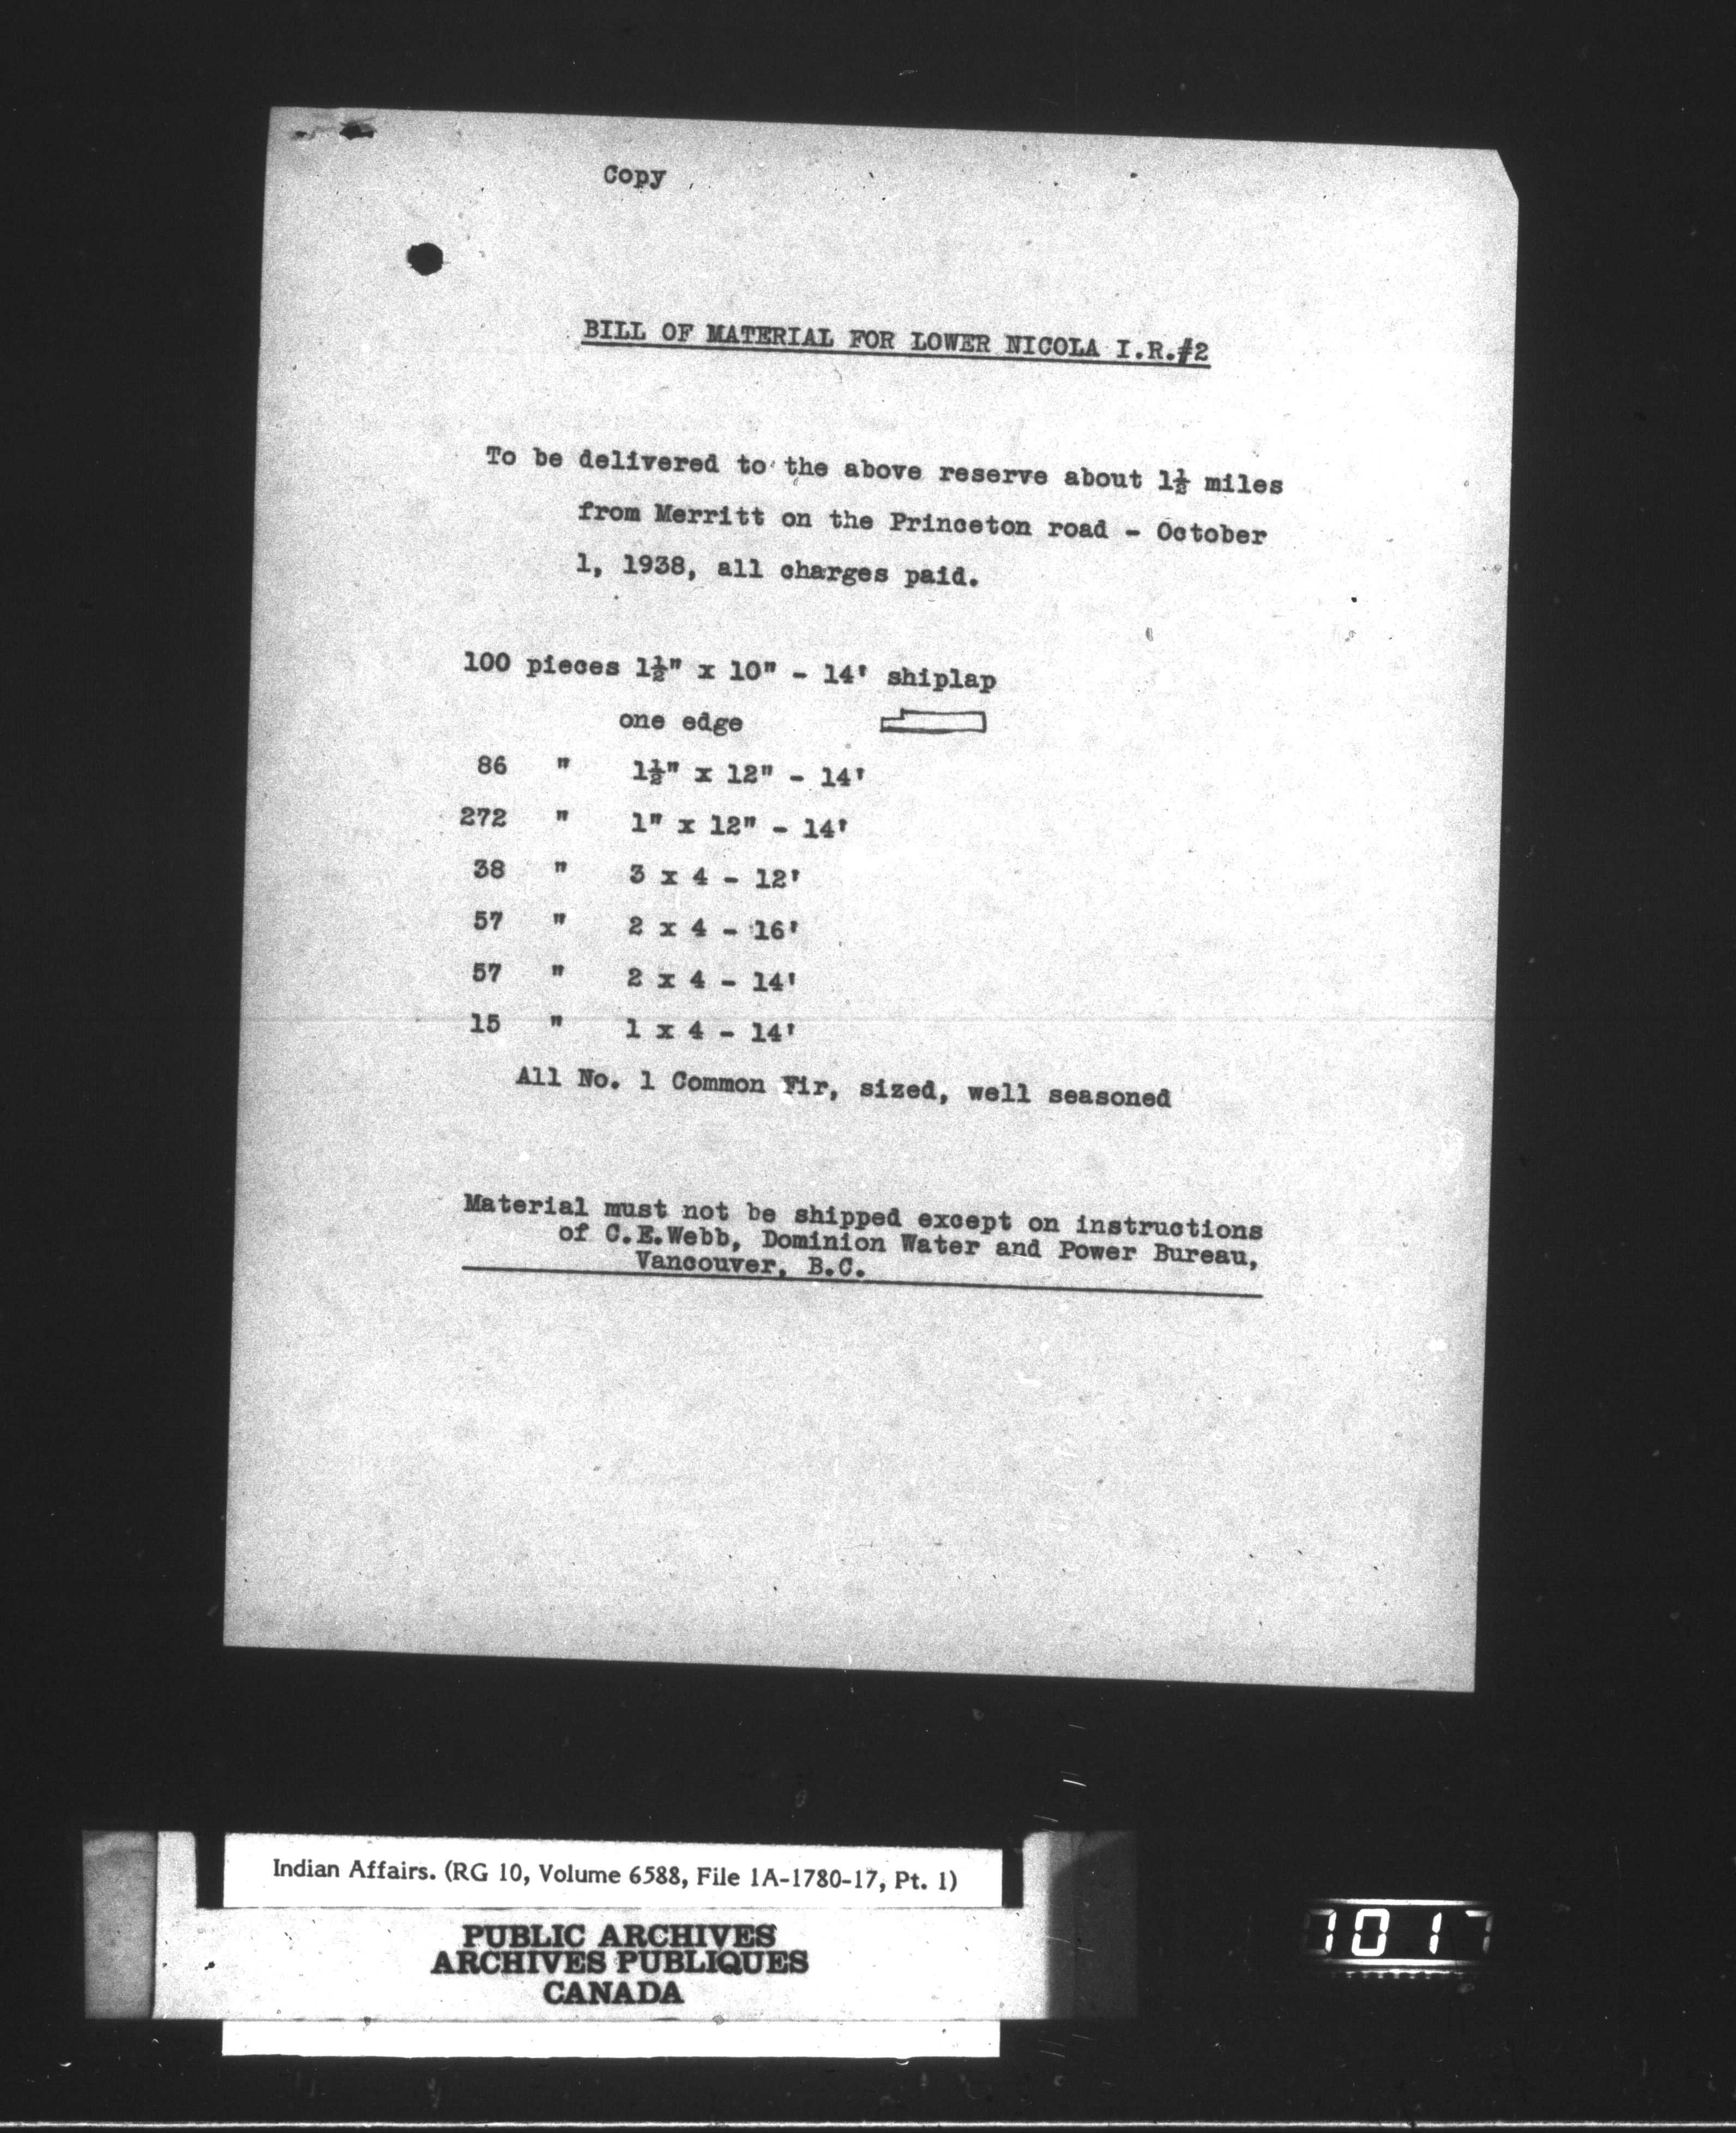 Copy
BILL OF MATERIAL FOR LOWER NICOLA I.R.#2
To be delivered to the above reserve about 1½ miles
from Merritt on the Princeton road - October
1, 1938, all charges paid.
100 pieces 1½" x 10" - 14' shiplap
one edge
86 " 1½" x 12" - 14'
272 " 1" x 12" - 14'
38 " 3 x 4 - 12'
57 " 2 x 4 - 16'
57 " 2 x 4 - 14'
15 " 1 x 4 - 14'
All No. 1 Common Fir, sized, well seasoned
Material must not be shipped except on instructions
of C.E.Webb, Dominion Water and Power Bureau,
Vancouver, B.C.
Indian Affairs. (RG 10, Volume 6588, File 1A-1780-17, Pt. 1)
PUBLIC ARCHIVES
ARCHIVES PUBLIQUES
CANADA
1017